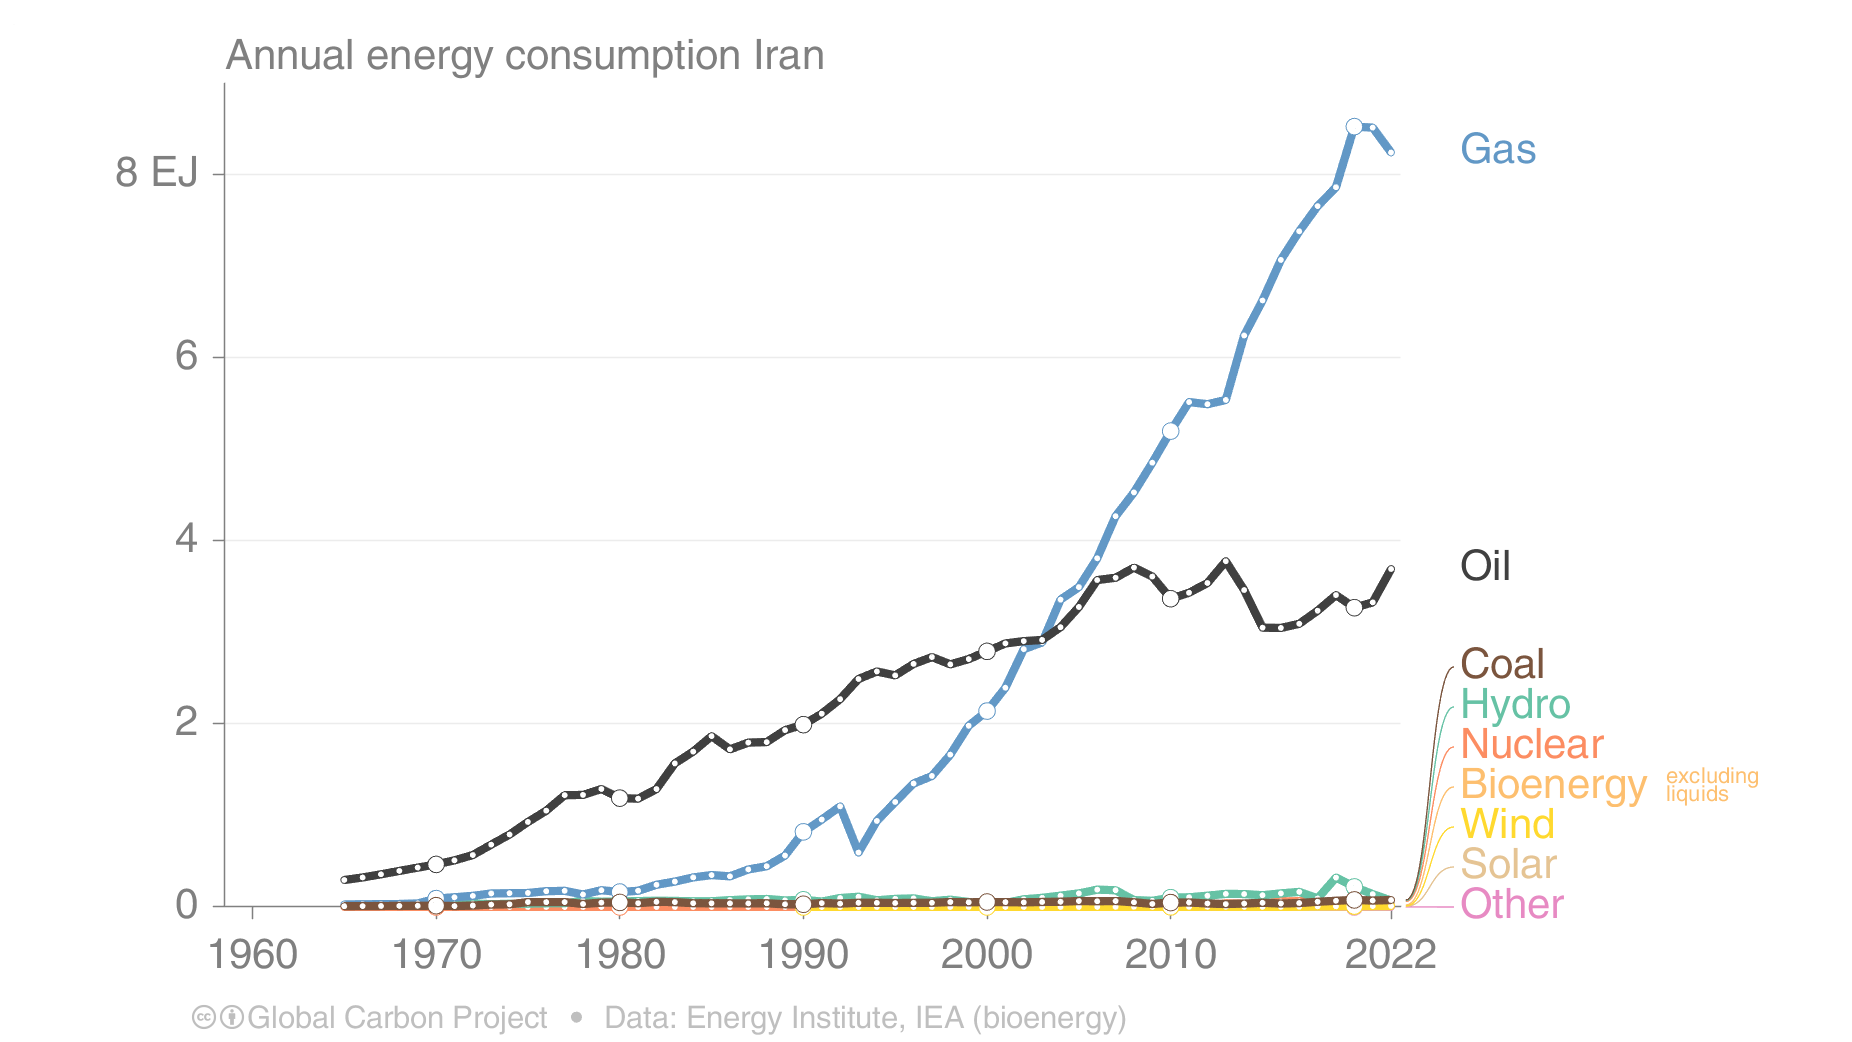 Annual energy consumption Iran
8 EJ
6
4
2
0
1960 1970 1980 1990 2000 2010 2022
Gas
Oil
Coal
Hydro
Nuclear
Bioenergy excluding liquids
Wind
Solar
Other
cc Global Carbon Project • Data: Energy Institute, IEA (bioenergy)